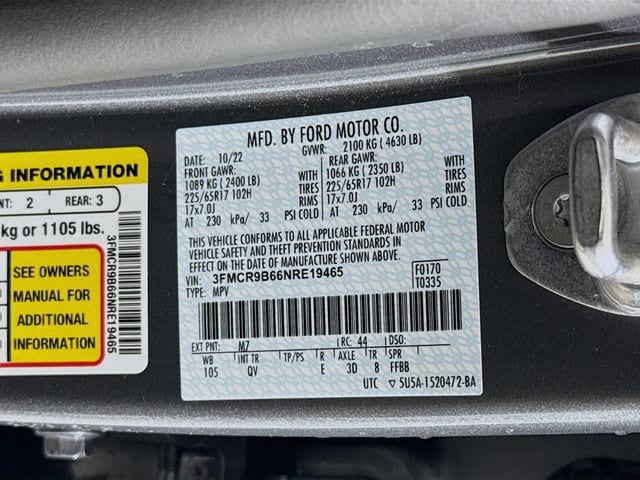 G INFORMATION
NT: 2 REAR: 3
kg or 1105 lbs.
SEE OWNERS
MANUAL FOR
ADDITIONAL
INFORMATION
3FMCR9B66NRE19465
MFD. BY FORD MOTOR CO.
10/22 GVWR: 2100 KG ( 4630 LB)
FRONT GAWR: REAR GAWR:
1089 KG ( 2400 LB) 1066 KG ( 2350 LB)
225/65R17 102H TIRES 225/65R17 102H TIRES
17x7.0J RIMS 17x7.0J RIMS
AT 230 kPa/ 33 PSI COLD AT 230 kPa/ 33 PSI COLD
THIS VEHICLE CONFORMS TO ALL APPLICABLE FEDERAL MOTOR
VEHICLE SAFETY AND THEFT PREVENTION STANDARDS IN EFFECT
ON THE DATE OF MANUFACTURE SHOWN ABOVE.
VIN: 3FMCR9B66NRE19465 F0170
TYPE: MPV T0335
EXT PNT: M7 RC: 44 DSO:
WB INT TR TP/PS R AXLE TR SPR
105 QV E 3D 8 FFBB
UTC ▽ 5U5A-1520472-BA